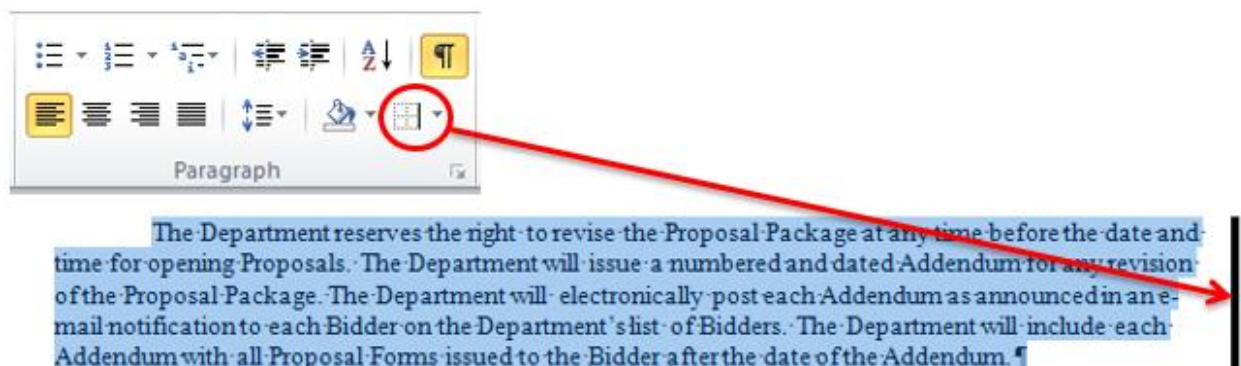 Paragraph
The Department reserves the right to revise the Proposal Package at any time before the date and
time for opening Proposals. The Department will issue a numbered and dated Addendum for any revision
of the Proposal Package. The Department will electronically post each Addendum as announced in an e-
mail notification to each Bidder on the Department's list of Bidders. The Department will include each
Addendum with all Proposal Forms issued to the Bidder after the date of the Addendum. ¶